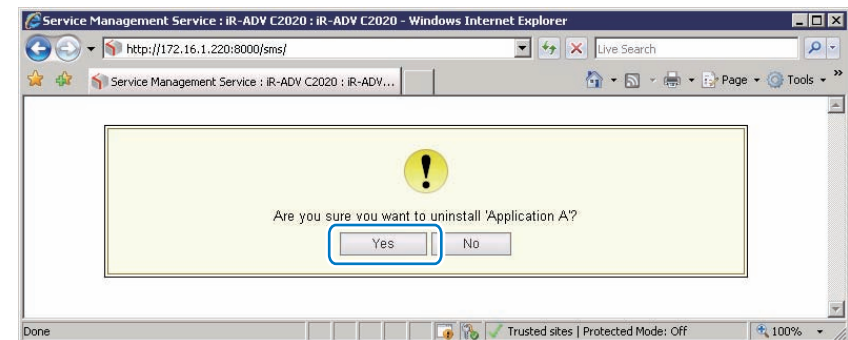 Service Management Service : iR-ADV C2020 : iR-ADV C2020 - Windows Internet Explorer
http://172.16.1.220:8000/sms/
Live Search
Service Management Service : iR-ADV C2020 : iR-ADV...
Page
Tools
»
Are you sure you want to uninstall 'Application A'?
Yes
No
Done
Trusted sites | Protected Mode: Off
100%